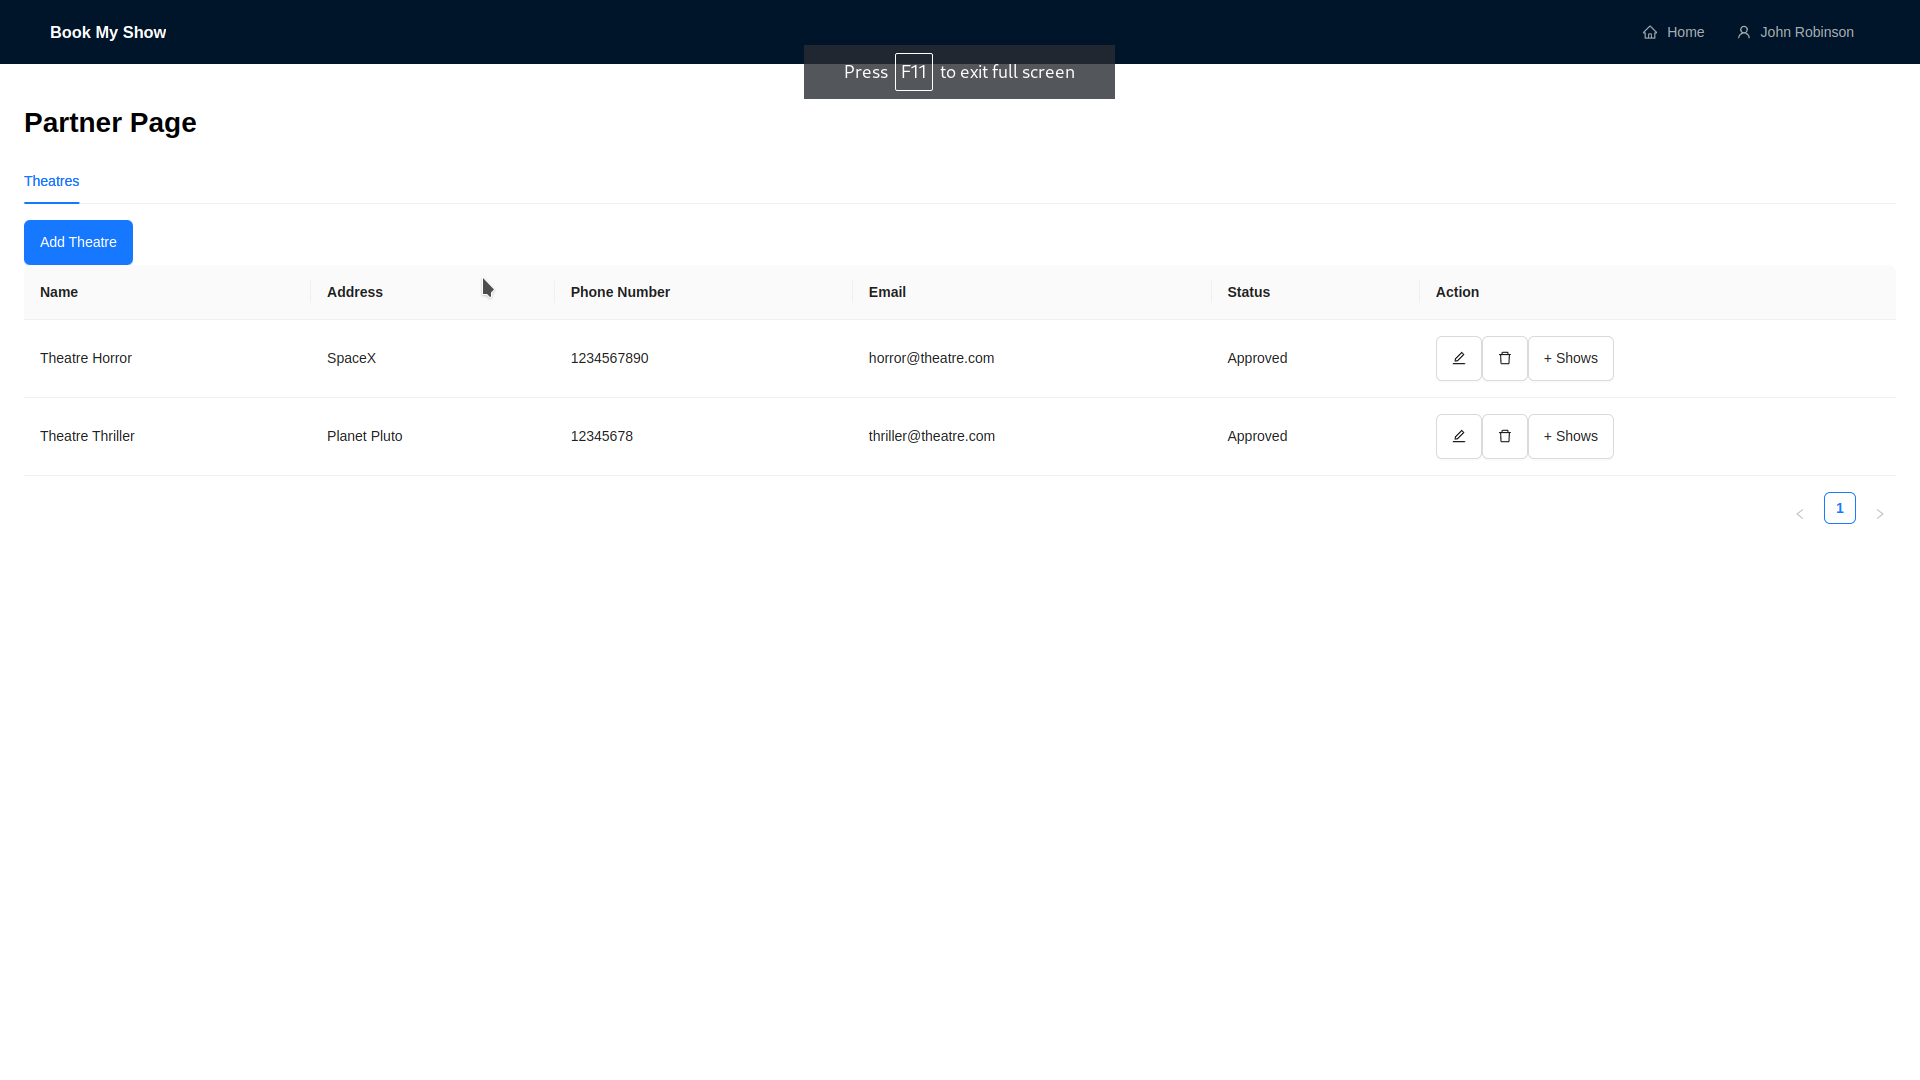 Book My Show
Home
John Robinson
Press F11 to exit full screen
Partner Page
Theatres
Add Theatre
Name Address Phone Number Email Status Action
Theatre Horror SpaceX 1234567890 horror@theatre.com Approved + Shows
Theatre Thriller Planet Pluto 12345678 thriller@theatre.com Approved + Shows
< 1 >